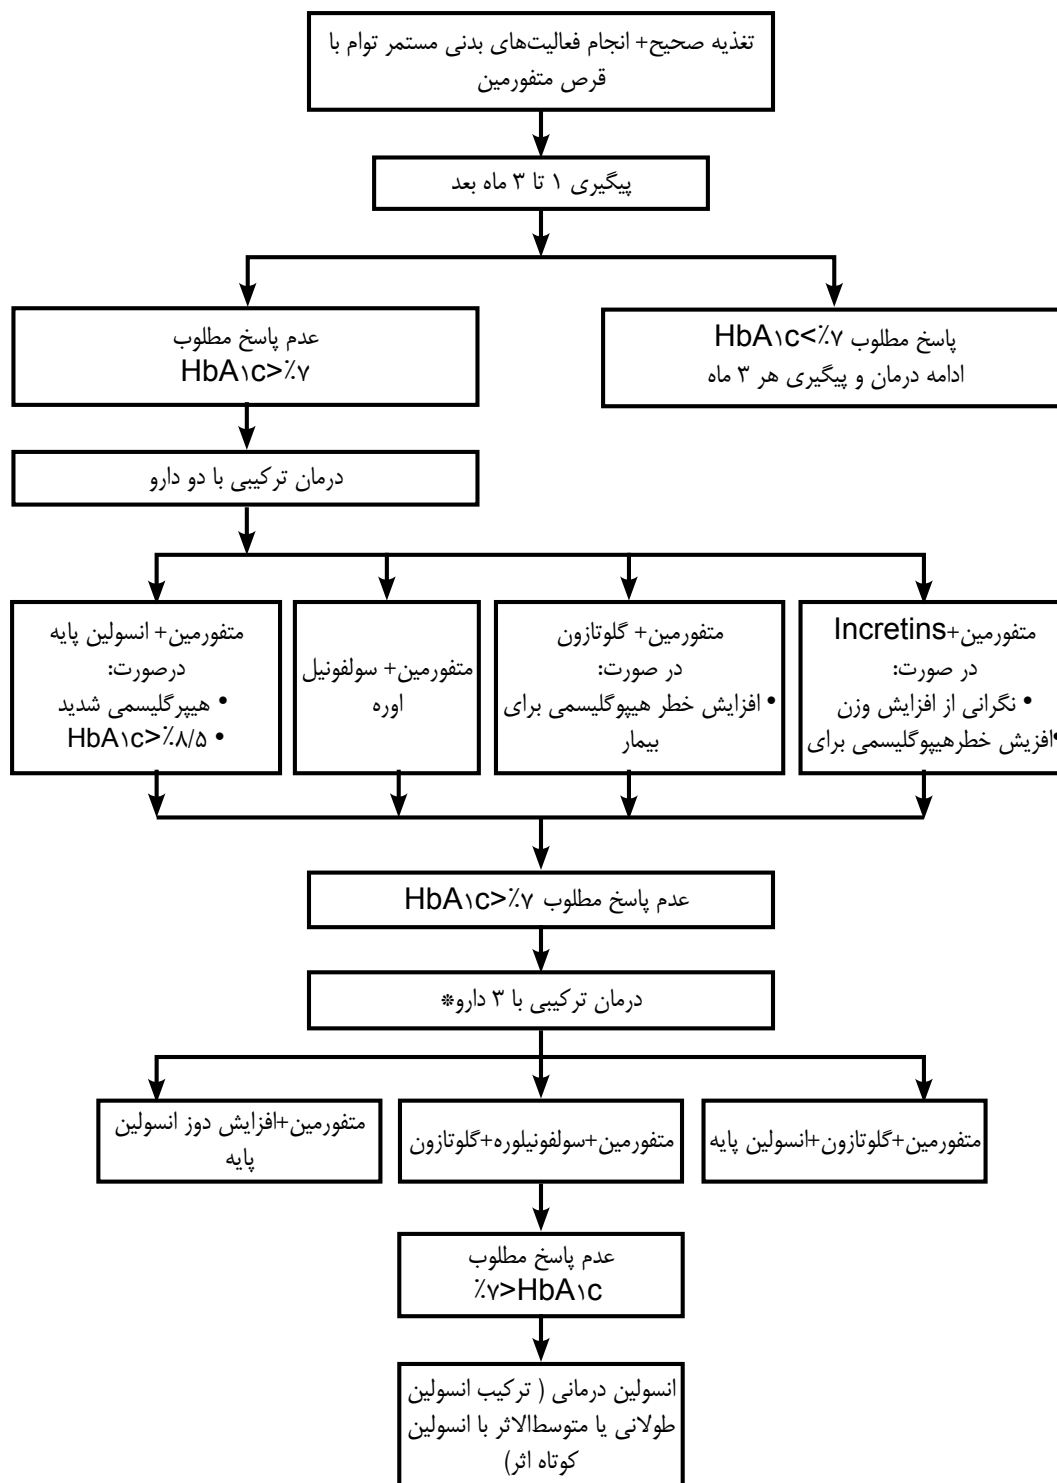 تغذیه صحیح+ انجام فعالیت‌های بدنی مستمر توام با
قرص متفورمین
پیگیری ۱ تا ۳ ماه بعد
پاسخ مطلوب HbA۱c<٪۷
ادامه درمان و پیگیری هر ۳ ماه
عدم پاسخ مطلوب
HbA۱c>٪۷
درمان ترکیبی با دو دارو
متفورمین+Incretins
در صورت:
• نگرانی از افزایش وزن
•افزیش خطرهیپوگلیسمی برای
متفورمین+ گلوتازون
در صورت:
• افزایش خطر هیپوگلیسمی برای
بیمار
متفورمین+ سولفونیل
اوره
متفورمین+ انسولین پایه
درصورت:
• هیپرگلیسمی شدید
• HbA۱c>٪۸/۵
عدم پاسخ مطلوب HbA۱c>٪۷
درمان ترکیبی با ۳ دارو*
متفورمین+گلوتازون+انسولین پایه
متفورمین+سولفونیلوره+گلوتازون
متفورمین+افزایش دوز انسولین
پایه
عدم پاسخ مطلوب
٪۷>HbA۱c
انسولین درمانی ( ترکیب انسولین
طولانی یا متوسط‌الاثر با انسولین
کوتاه اثر)